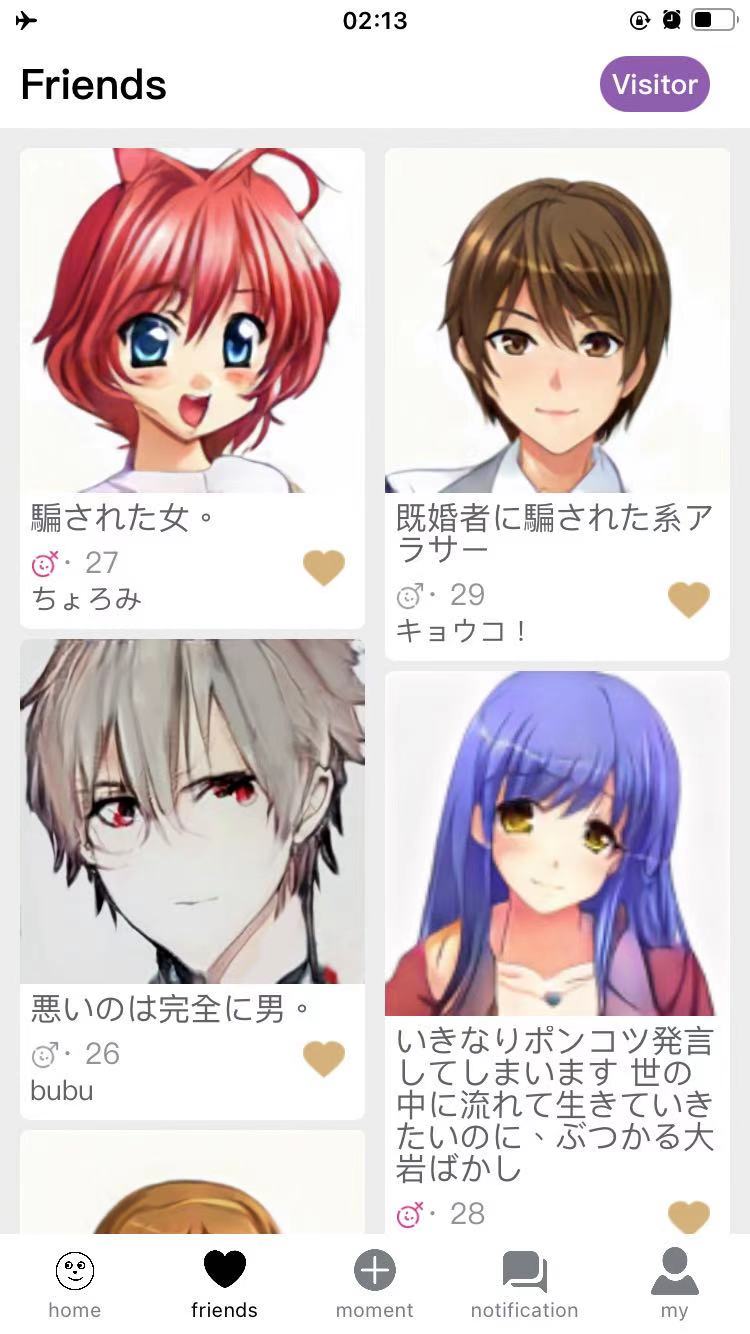 02:13
Friends
Visitor
騙された女。
27
ちょろみ
既婚者に騙された系ア
ラサー
29
キョウコ！
悪いのは完全に男。
26
bubu
いきなりポンコツ発言
してしまいます 世の
中に流れて生きていき
たいのに、ぶつかる大
岩ばかし
28
home
friends
moment
notification
my